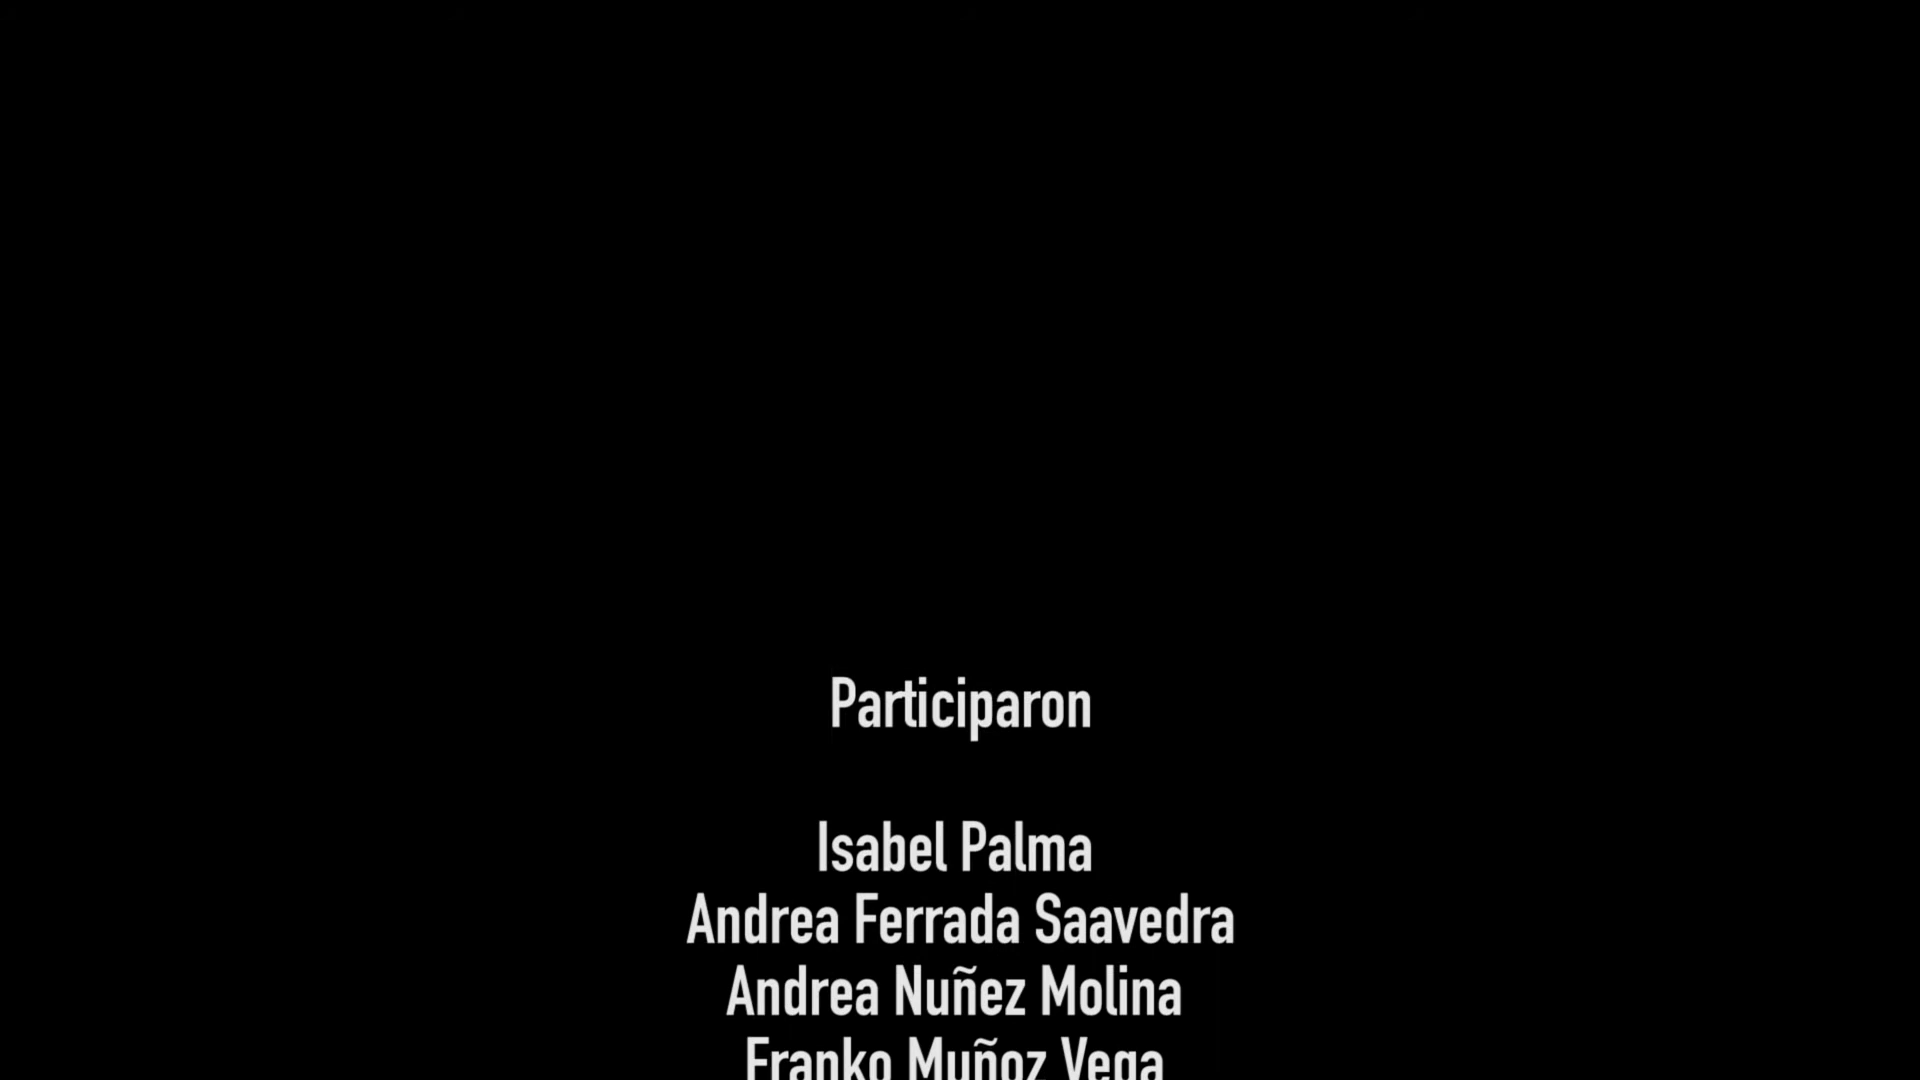 Participaron
Isabel Palma
Andrea Ferrada Saavedra
Andrea Nuñez Molina
Franko Muñoz Vega